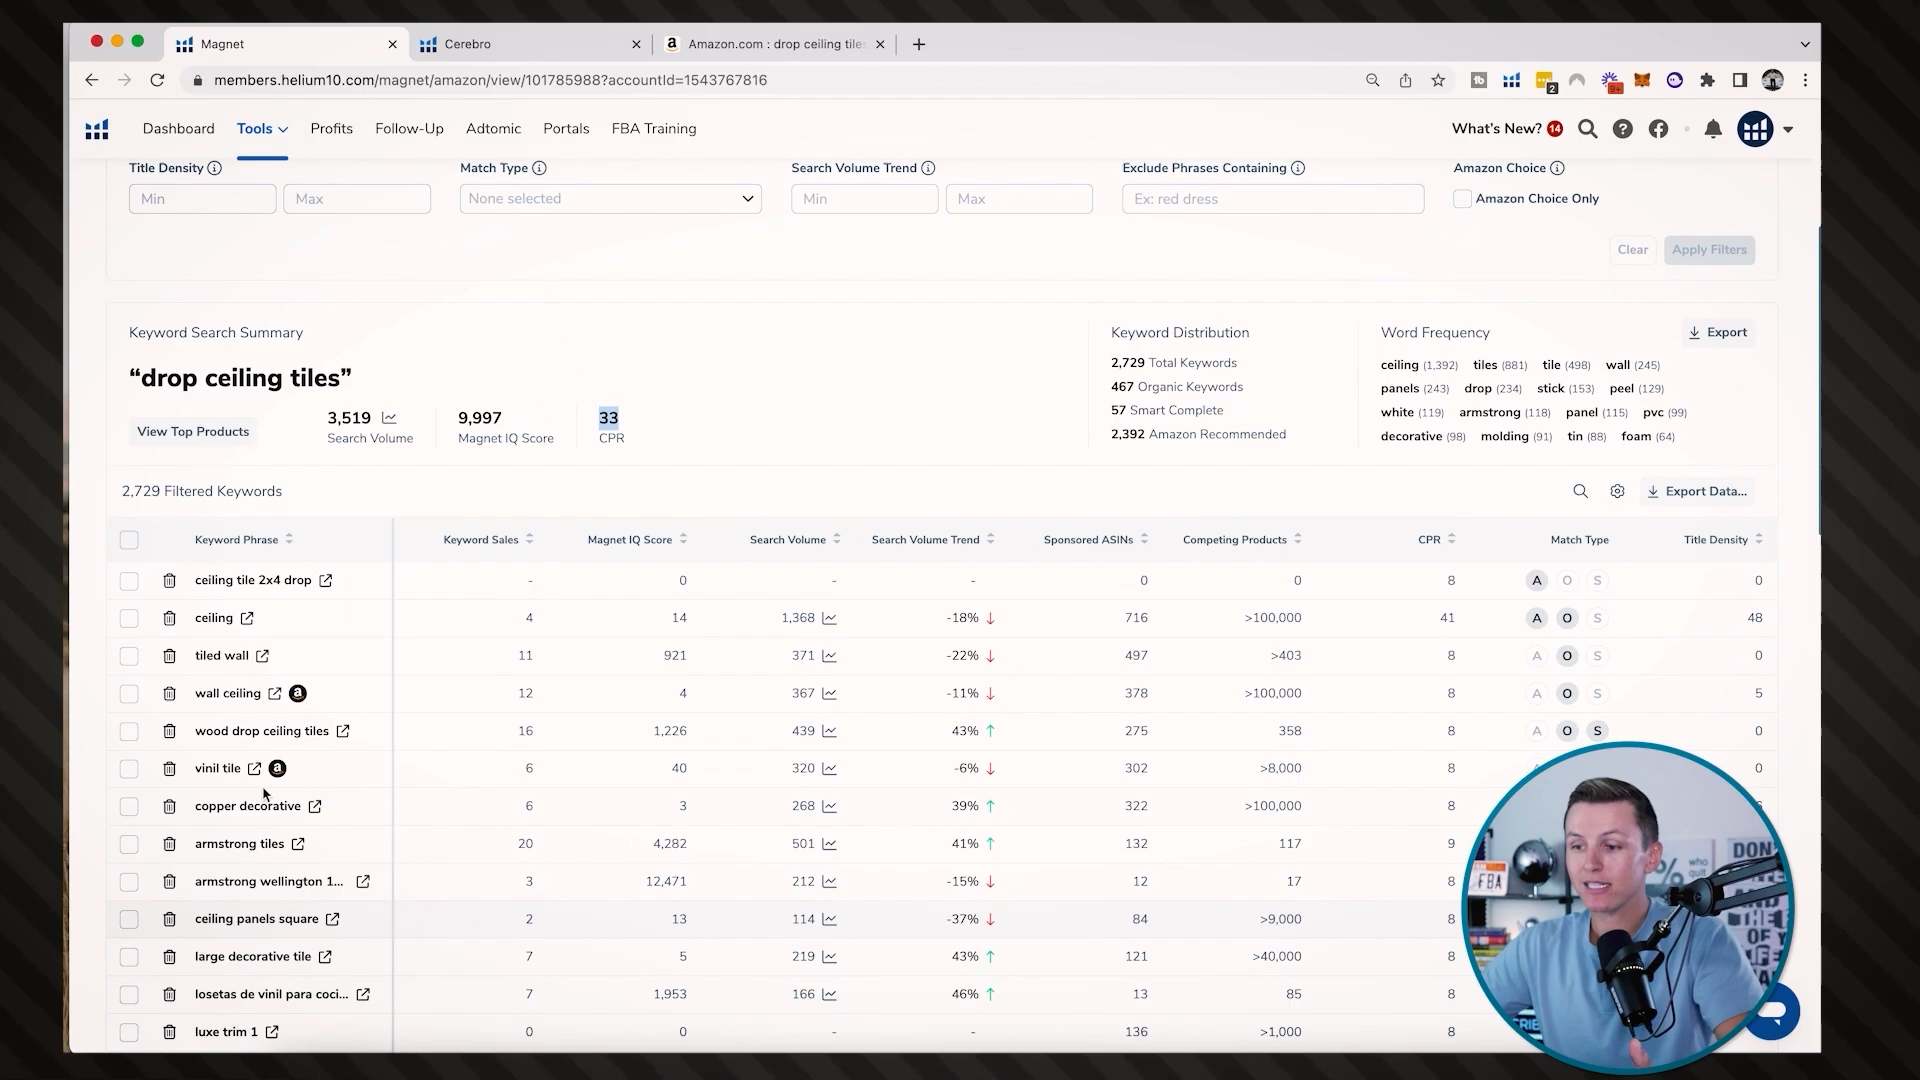 Magnet
Cerebro
Amazon.com : drop ceiling tile
members.helium10.com/magnet/amazon/view/101785988?accountId=1543767816
2
9+
Dashboard Tools Profits Follow-Up Adtomic Portals FBA Training
What's New? 14
Title Density Match Type Search Volume Trend Exclude Phrases Containing Amazon Choice
Min Max None selected Min Max Ex: red dress Amazon Choice Only
Clear Apply Filters
Keyword Search Summary
"drop ceiling tiles"
View Top Products
3,519 Search Volume
9,997 Magnet IQ Score
33 CPR
Keyword Distribution
2,729 Total Keywords
467 Organic Keywords
57 Smart Complete
2,392 Amazon Recommended
Word Frequency Export
ceiling (1,392) tiles (881) tile (498) wall (245)
panels (243) drop (234) stick (153) peel (129)
white (119) armstrong (118) panel (115) pvc (99)
decorative (98) molding (91) tin (88) foam (64)
2,729 Filtered Keywords Export Data...
Keyword Phrase Keyword Sales Magnet IQ Score Search Volume Search Volume Trend Sponsored ASINs Competing Products CPR Match Type Title Density
ceiling tile 2x4 drop - 0 - - 0 0 8 A O S 0
ceiling 4 14 1,368 -18% 716 >100,000 41 A O S 48
tiled wall 11 921 371 -22% 497 >403 8 A O S 0
wall ceiling 12 4 367 -11% 378 >100,000 8 A O S 5
wood drop ceiling tiles 16 1,226 439 43% 275 358 8 A O S 0
vinil tile 6 40 320 -6% 302 >8,000 8 0
copper decorative 6 3 268 39% 322 >100,000 8
armstrong tiles 20 4,282 501 41% 132 117 9
armstrong wellington 1... 3 12,471 212 -15% 12 17 8
ceiling panels square 2 13 114 -37% 84 >9,000 8
large decorative tile 7 5 219 43% 121 >40,000 8
losetas de vinil para coci... 7 1,953 166 46% 13 85 8
luxe trim 1 0 0 - - 136 >1,000 8
FBA
DON'
who
quit